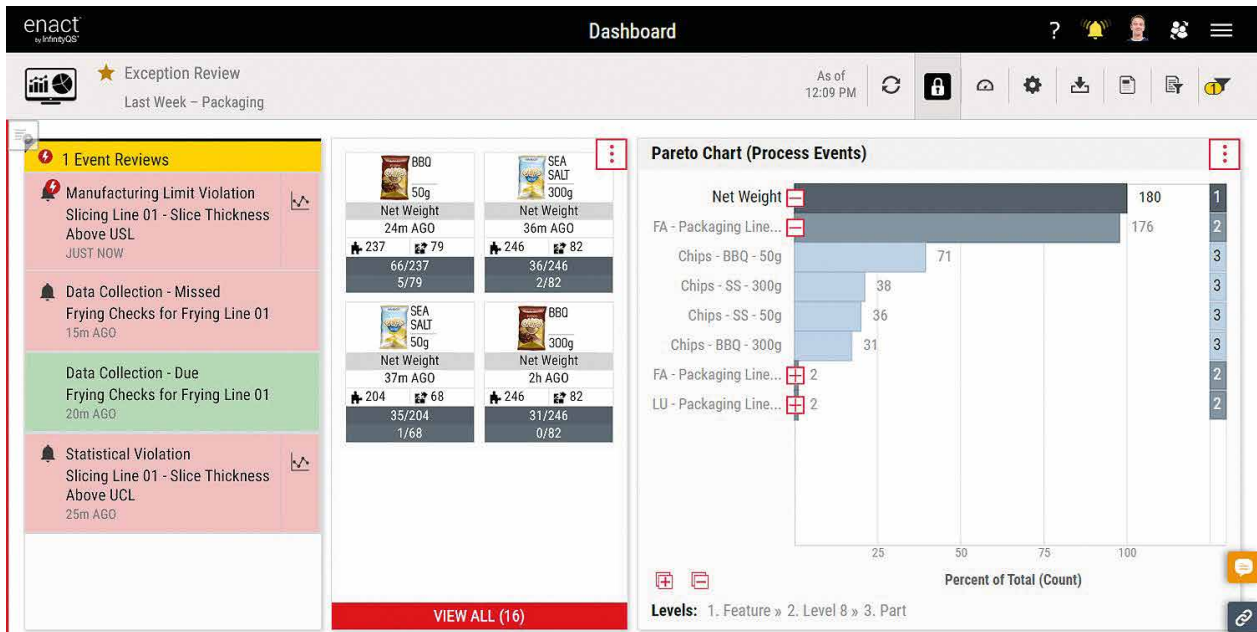 enact
by InfinityQS
Dashboard
?
Exception Review
Last Week – Packaging
As of
12:09 PM
1
1 Event Reviews
Manufacturing Limit Violation
Slicing Line 01 - Slice Thickness
Above USL
JUST NOW
Data Collection - Missed
Frying Checks for Frying Line 01
15m AGO
Data Collection - Due
Frying Checks for Frying Line 01
20m AGO
Statistical Violation
Slicing Line 01 - Slice Thickness
Above UCL
25m AGO
BBQ
50g
Net Weight
24m AGO
237 79
66/237
5/79
SEA
SALT
300g
Net Weight
36m AGO
246 82
36/246
2/82
SEA
SALT
50g
Net Weight
37m AGO
204 68
35/204
1/68
BBQ
300g
Net Weight
2h AGO
246 82
31/246
0/82
VIEW ALL (16)
Pareto Chart (Process Events)
Net Weight 180 1
FA - Packaging Line... 176 2
Chips - BBQ - 50g 71 3
Chips - SS - 300g 38 3
Chips - SS - 50g 36 3
Chips - BBQ - 300g 31 3
FA - Packaging Line... 2 2
LU - Packaging Line... 2 2
25 50 75 100
Percent of Total (Count)
Levels: 1. Feature » 2. Level 8 » 3. Part